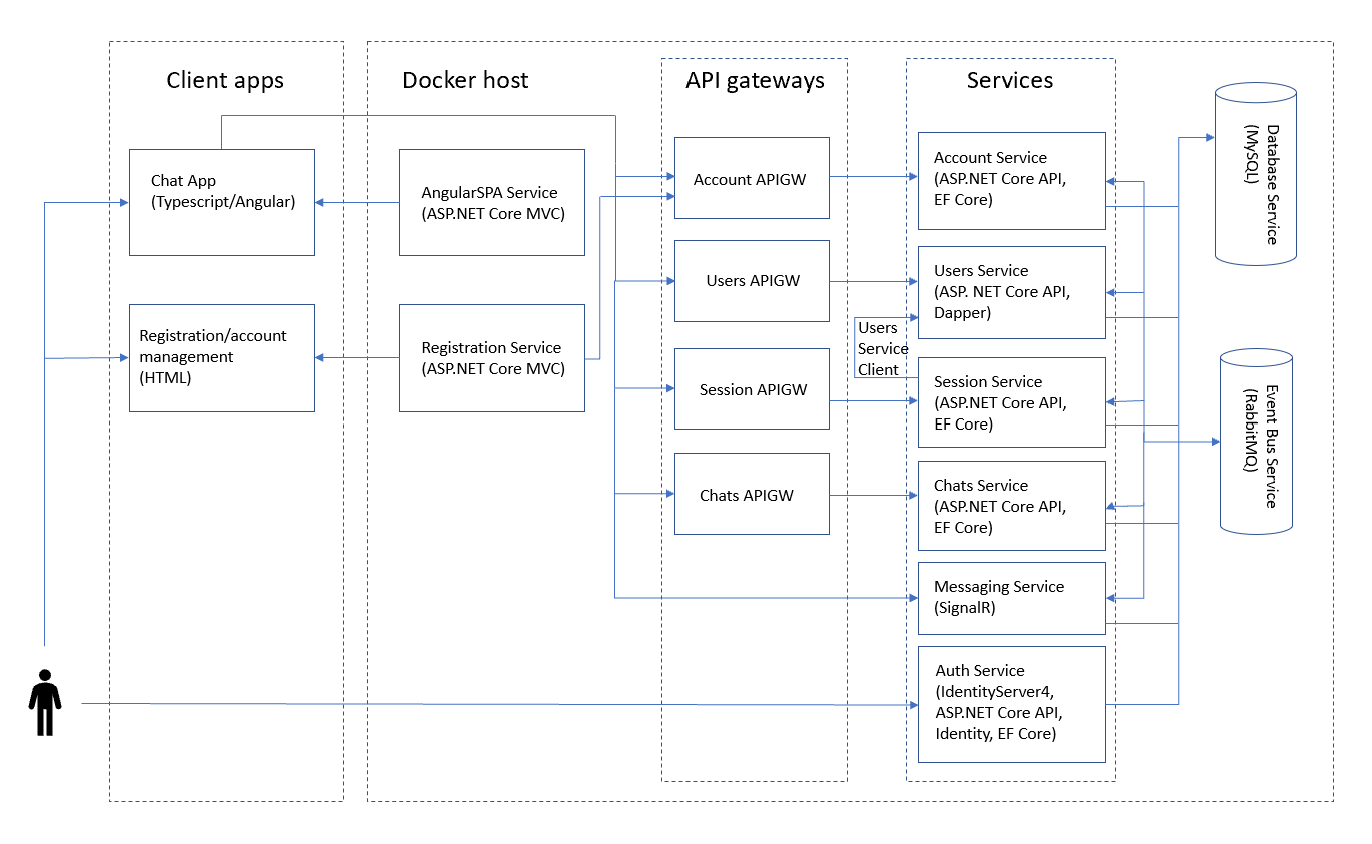 Client apps
Docker host
API gateways
Services
Chat App
(Typescript/Angular)
Registration/account
management
(HTML)
AngularSPA Service
(ASP.NET Core MVC)
Registration Service
(ASP.NET Core MVC)
Account APIGW
Users APIGW
Session APIGW
Chats APIGW
Account Service
(ASP.NET Core API,
EF Core)
Users Service
(ASP. NET Core API,
Dapper)
Users
Service
Client
Session Service
(ASP.NET Core API,
EF Core)
Chats Service
(ASP.NET Core API,
EF Core)
Messaging Service
(SignalR)
Auth Service
(IdentityServer4,
ASP.NET Core API,
Identity, EF Core)
Database Service
(MySQL)
Event Bus Service
(RabbitMQ)